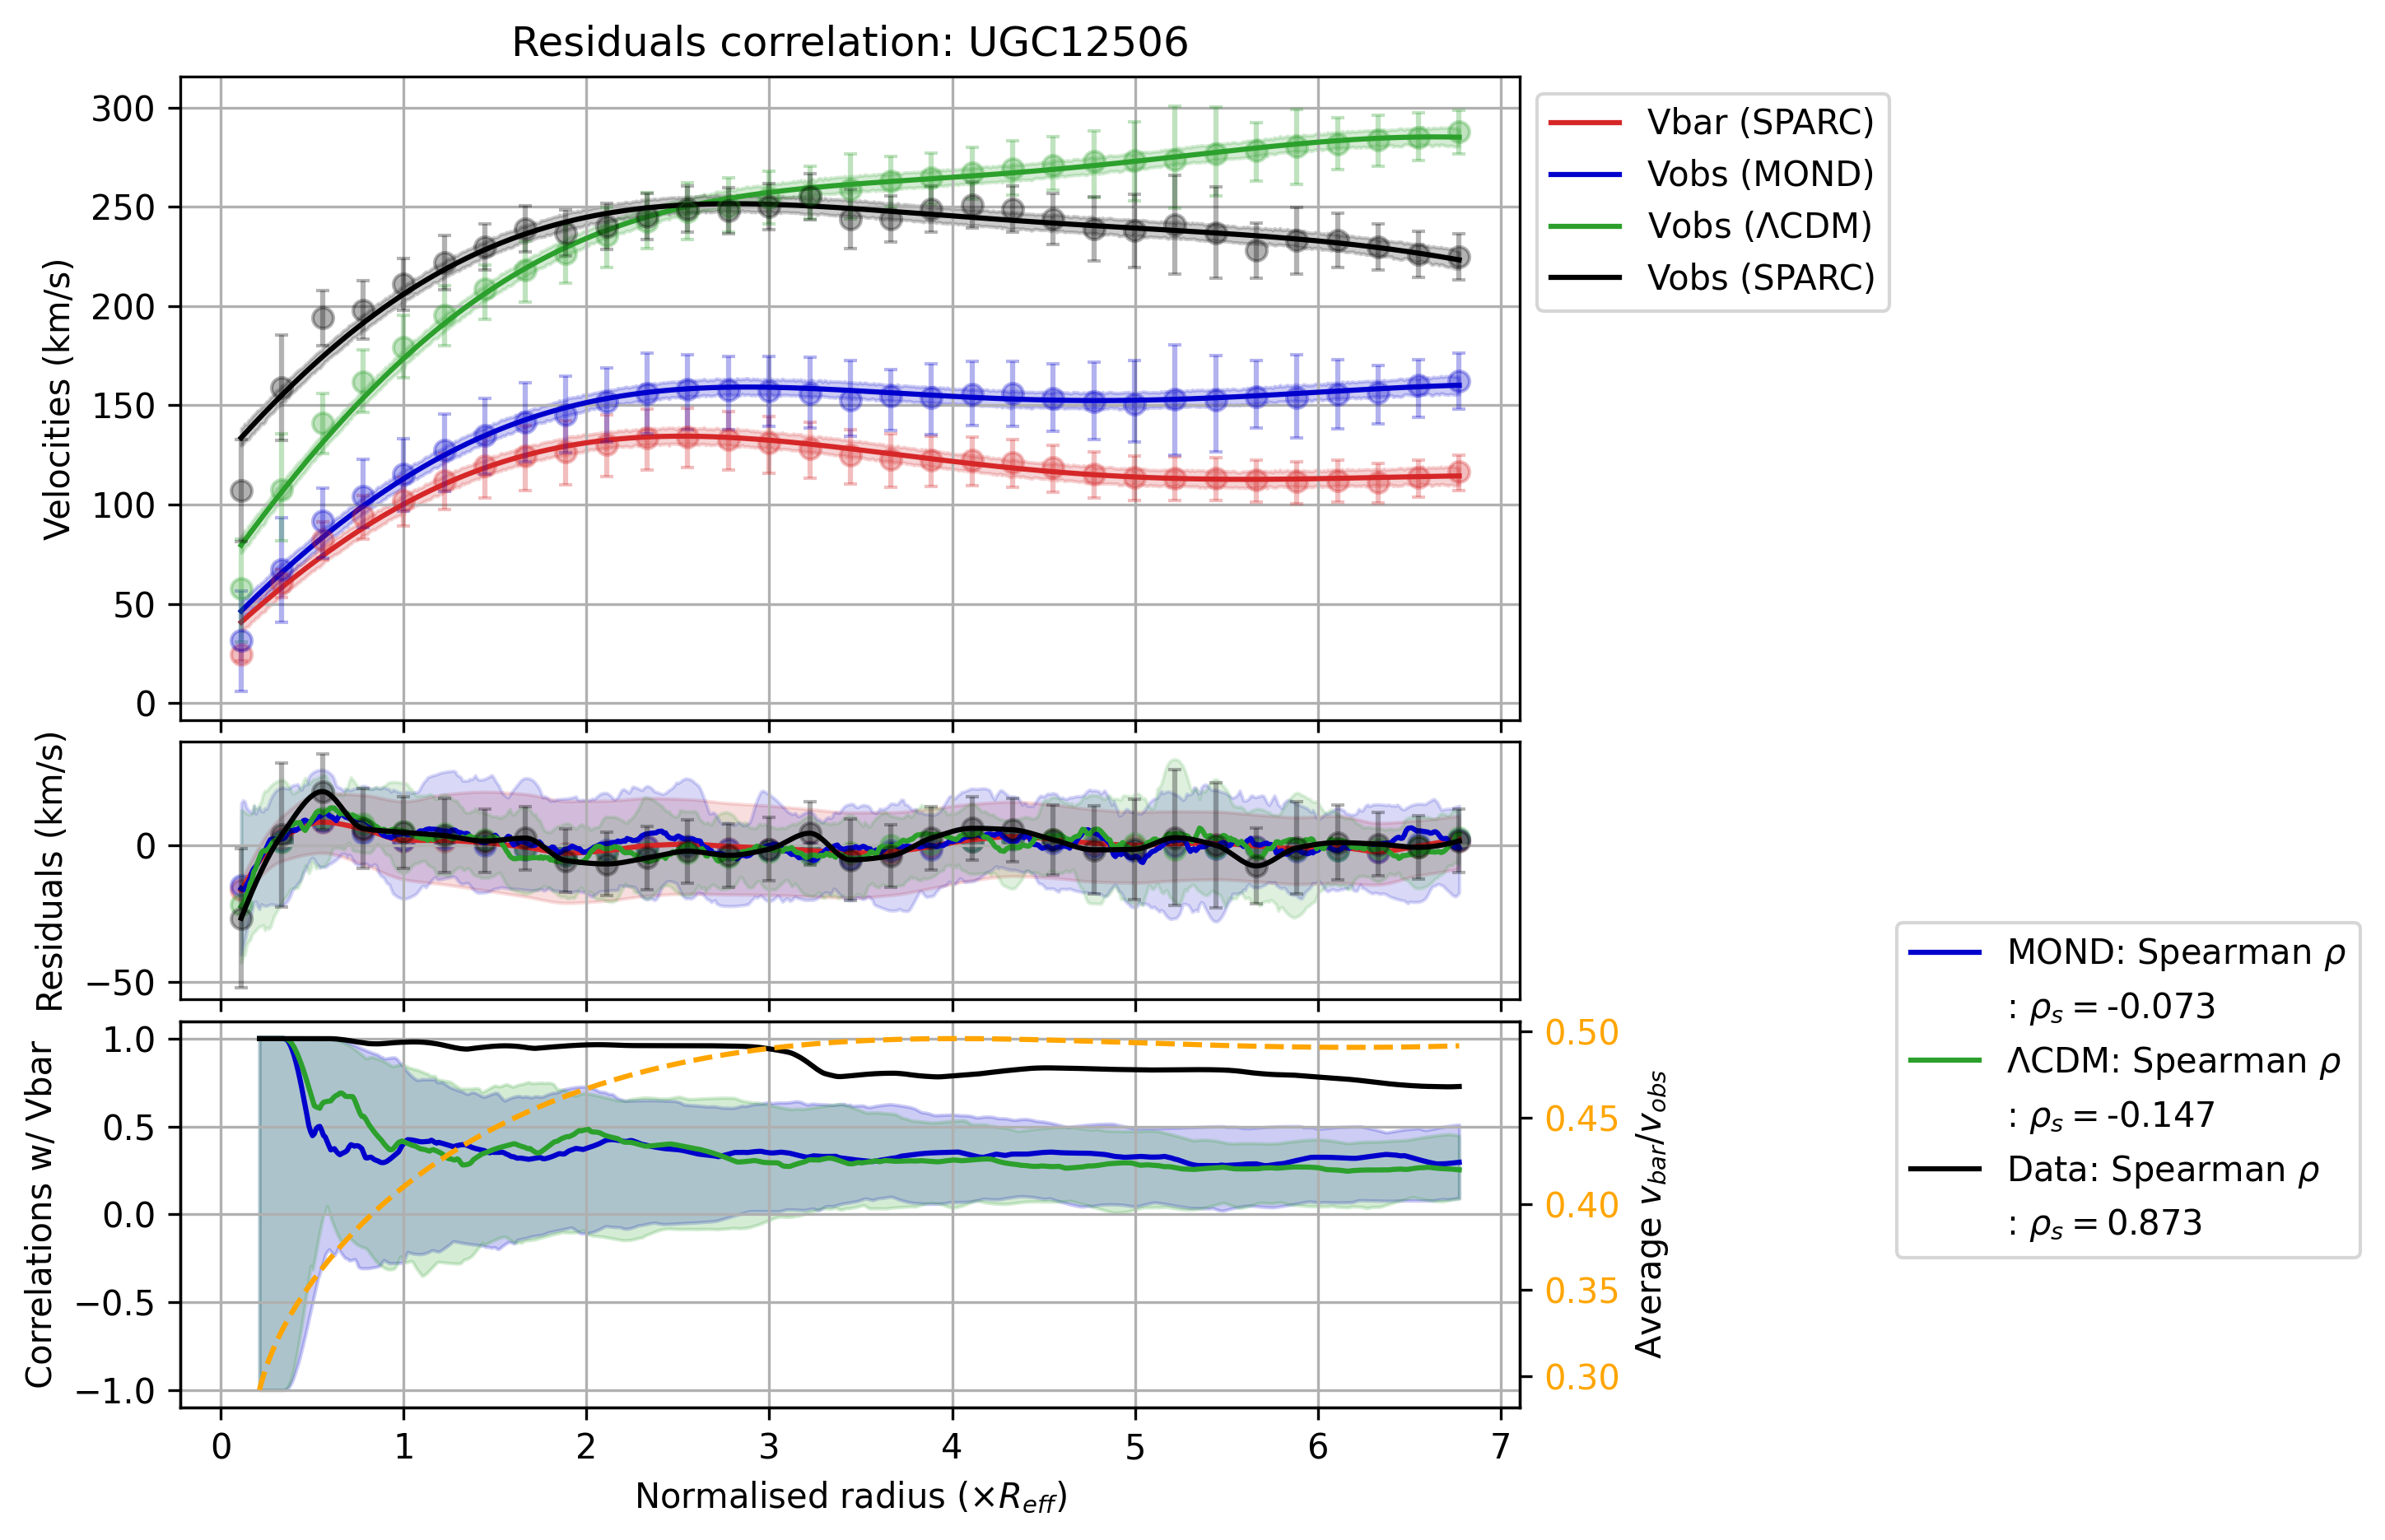 Residuals correlation: UGC12506
300
250
200
150
100
50
0
Velocities (km/s)
Vbar (SPARC)
Vobs (MOND)
Vobs (ΛCDM)
Vobs (SPARC)
0
−50
Residuals (km/s)
1.0
0.5
0.0
−0.5
−1.0
Correlations w/ Vbar
0.50
0.45
0.40
0.35
0.30
Average v_bar/v_obs
MOND: Spearman ρ
: ρ_s = -0.073
ΛCDM: Spearman ρ
: ρ_s = -0.147
Data: Spearman ρ
: ρ_s = 0.873
0 1 2 3 4 5 6 7
Normalised radius (×R_eff)